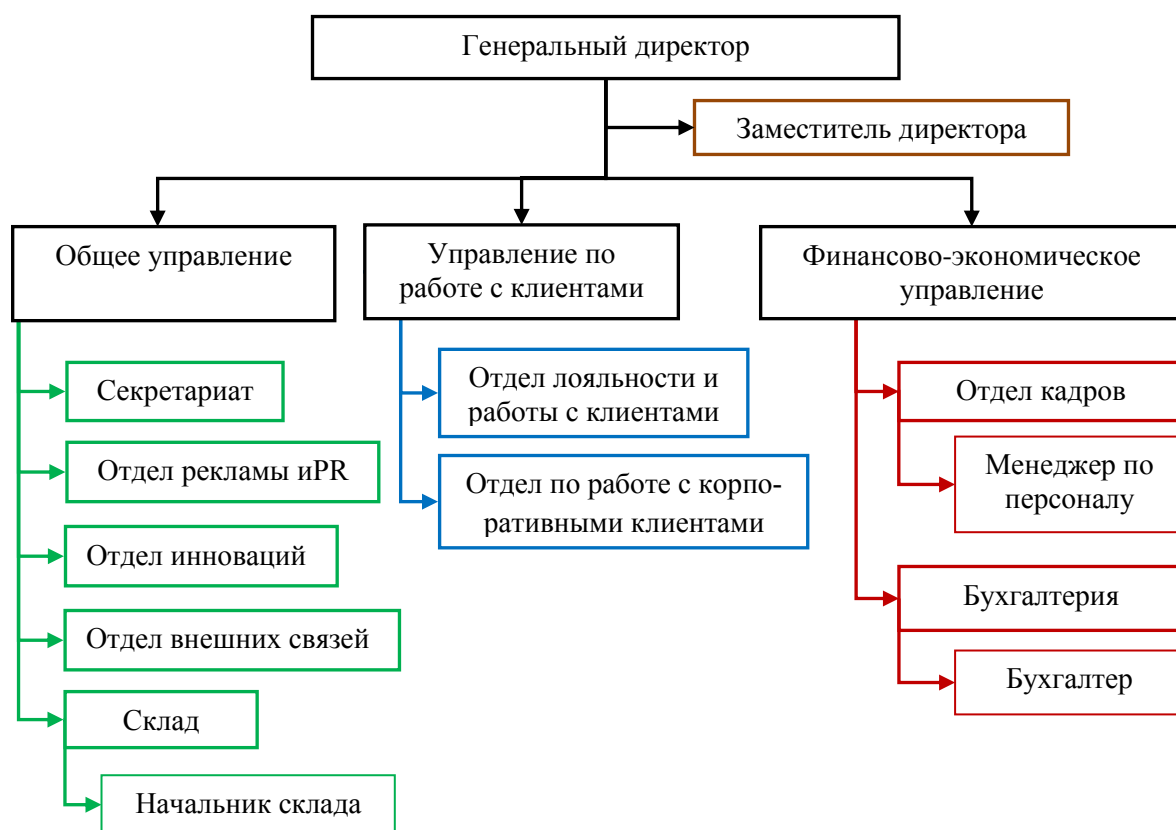 Генеральный директор
Заместитель директора
Общее управление
Управление по
работе с клиентами
Финансово-экономическое
управление
Секретариат
Отдел рекламы иPR
Отдел инноваций
Отдел внешних связей
Склад
Начальник склада
Отдел лояльности и
работы с клиентами
Отдел по работе с корпо-
ративными клиентами
Отдел кадров
Менеджер по
персоналу
Бухгалтерия
Бухгалтер